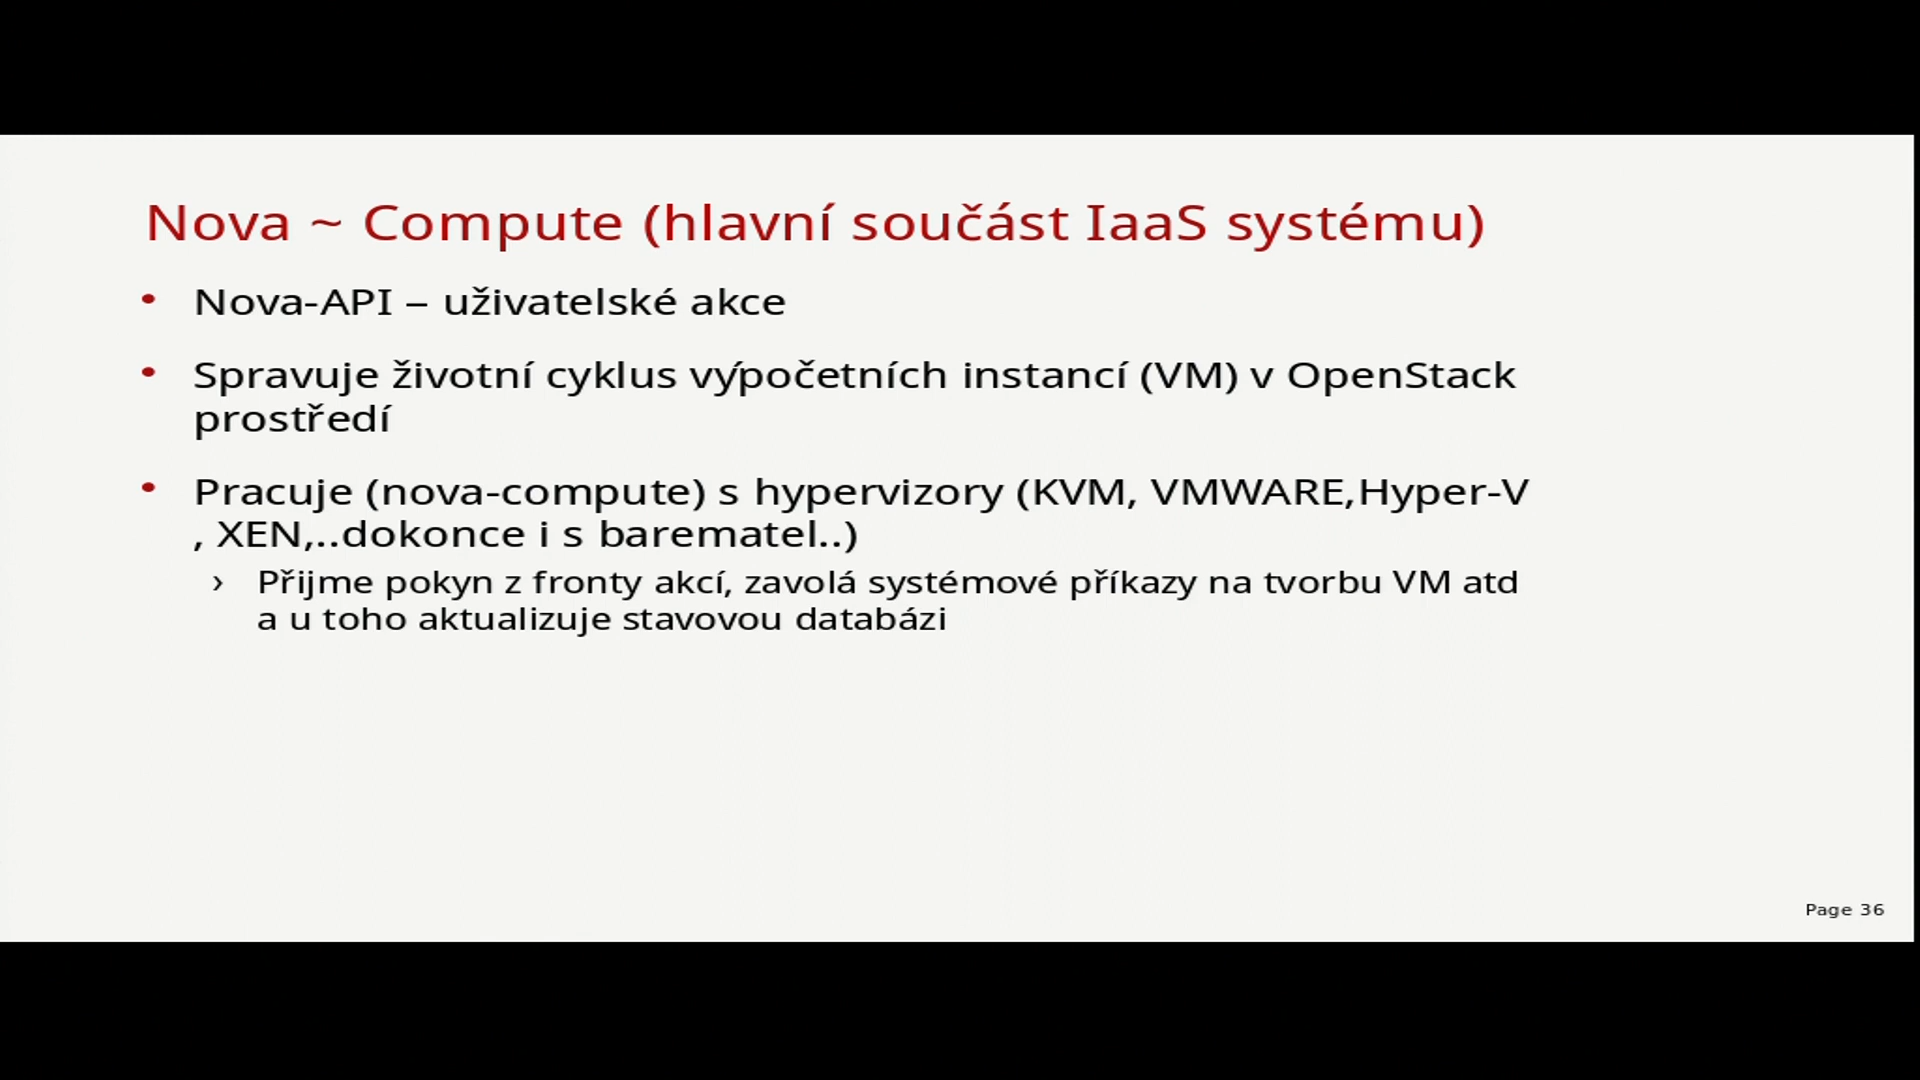 Nova ~ Compute (hlavní součást IaaS systému)
• Nova-API – uživatelské akce
• Spravuje životní cyklus výpočetních instancí (VM) v OpenStack
prostředí
• Pracuje (nova-compute) s hypervizory (KVM, VMWARE,Hyper-V
, XEN,..dokonce i s barematel..)
› Přijme pokyn z fronty akcí, zavolá systémové příkazy na tvorbu VM atd
a u toho aktualizuje stavovou databázi
Page 36